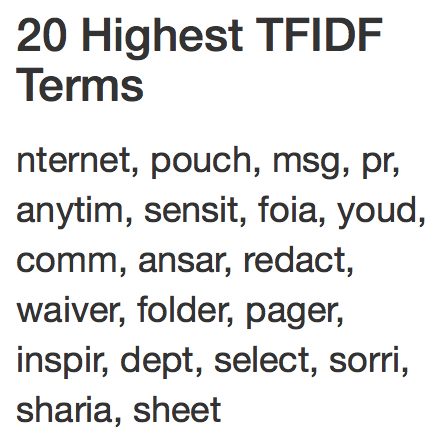 20 Highest TFIDF
Terms
nternet, pouch, msg, pr,
anytim, sensit, foia, youd,
comm, ansar, redact,
waiver, folder, pager,
inspir, dept, select, sorri,
sharia, sheet